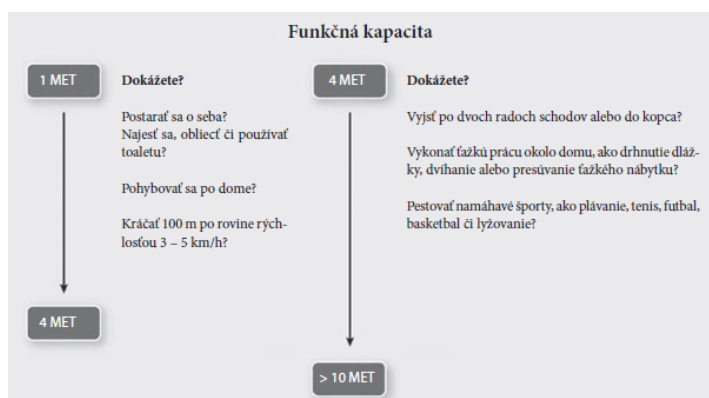 Funkčná kapacita
1 MET
Dokážete?
Postarať sa o seba?
Najesť sa, obliecť či používať
toaletu?
Pohybovať sa po dome?
Kráčať 100 m po rovine rých-
losťou 3 – 5 km/h?
4 MET
4 MET
Dokážete?
Vyjsť po dvoch radoch schodov alebo do kopca?
Vykonať ťažkú prácu okolo domu, ako drhnutie dláž-
ky, dvíhanie alebo presúvanie ťažkého nábytku?
Pestovať namáhavé športy, ako plávanie, tenis, futbal,
basketbal či lyžovanie?
> 10 MET